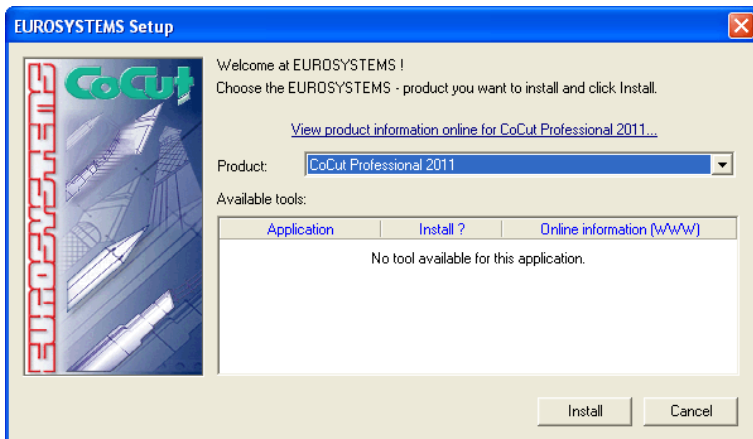 EUROSYSTEMS Setup
EUROSYSTEMS
CoCut
Welcome at EUROSYSTEMS !
Choose the EUROSYSTEMS - product you want to install and click Install.
View product information online for CoCut Professional 2011...
Product: CoCut Professional 2011
Available tools:
Application Install ? Online information (WWW)
No tool available for this application.
Install Cancel